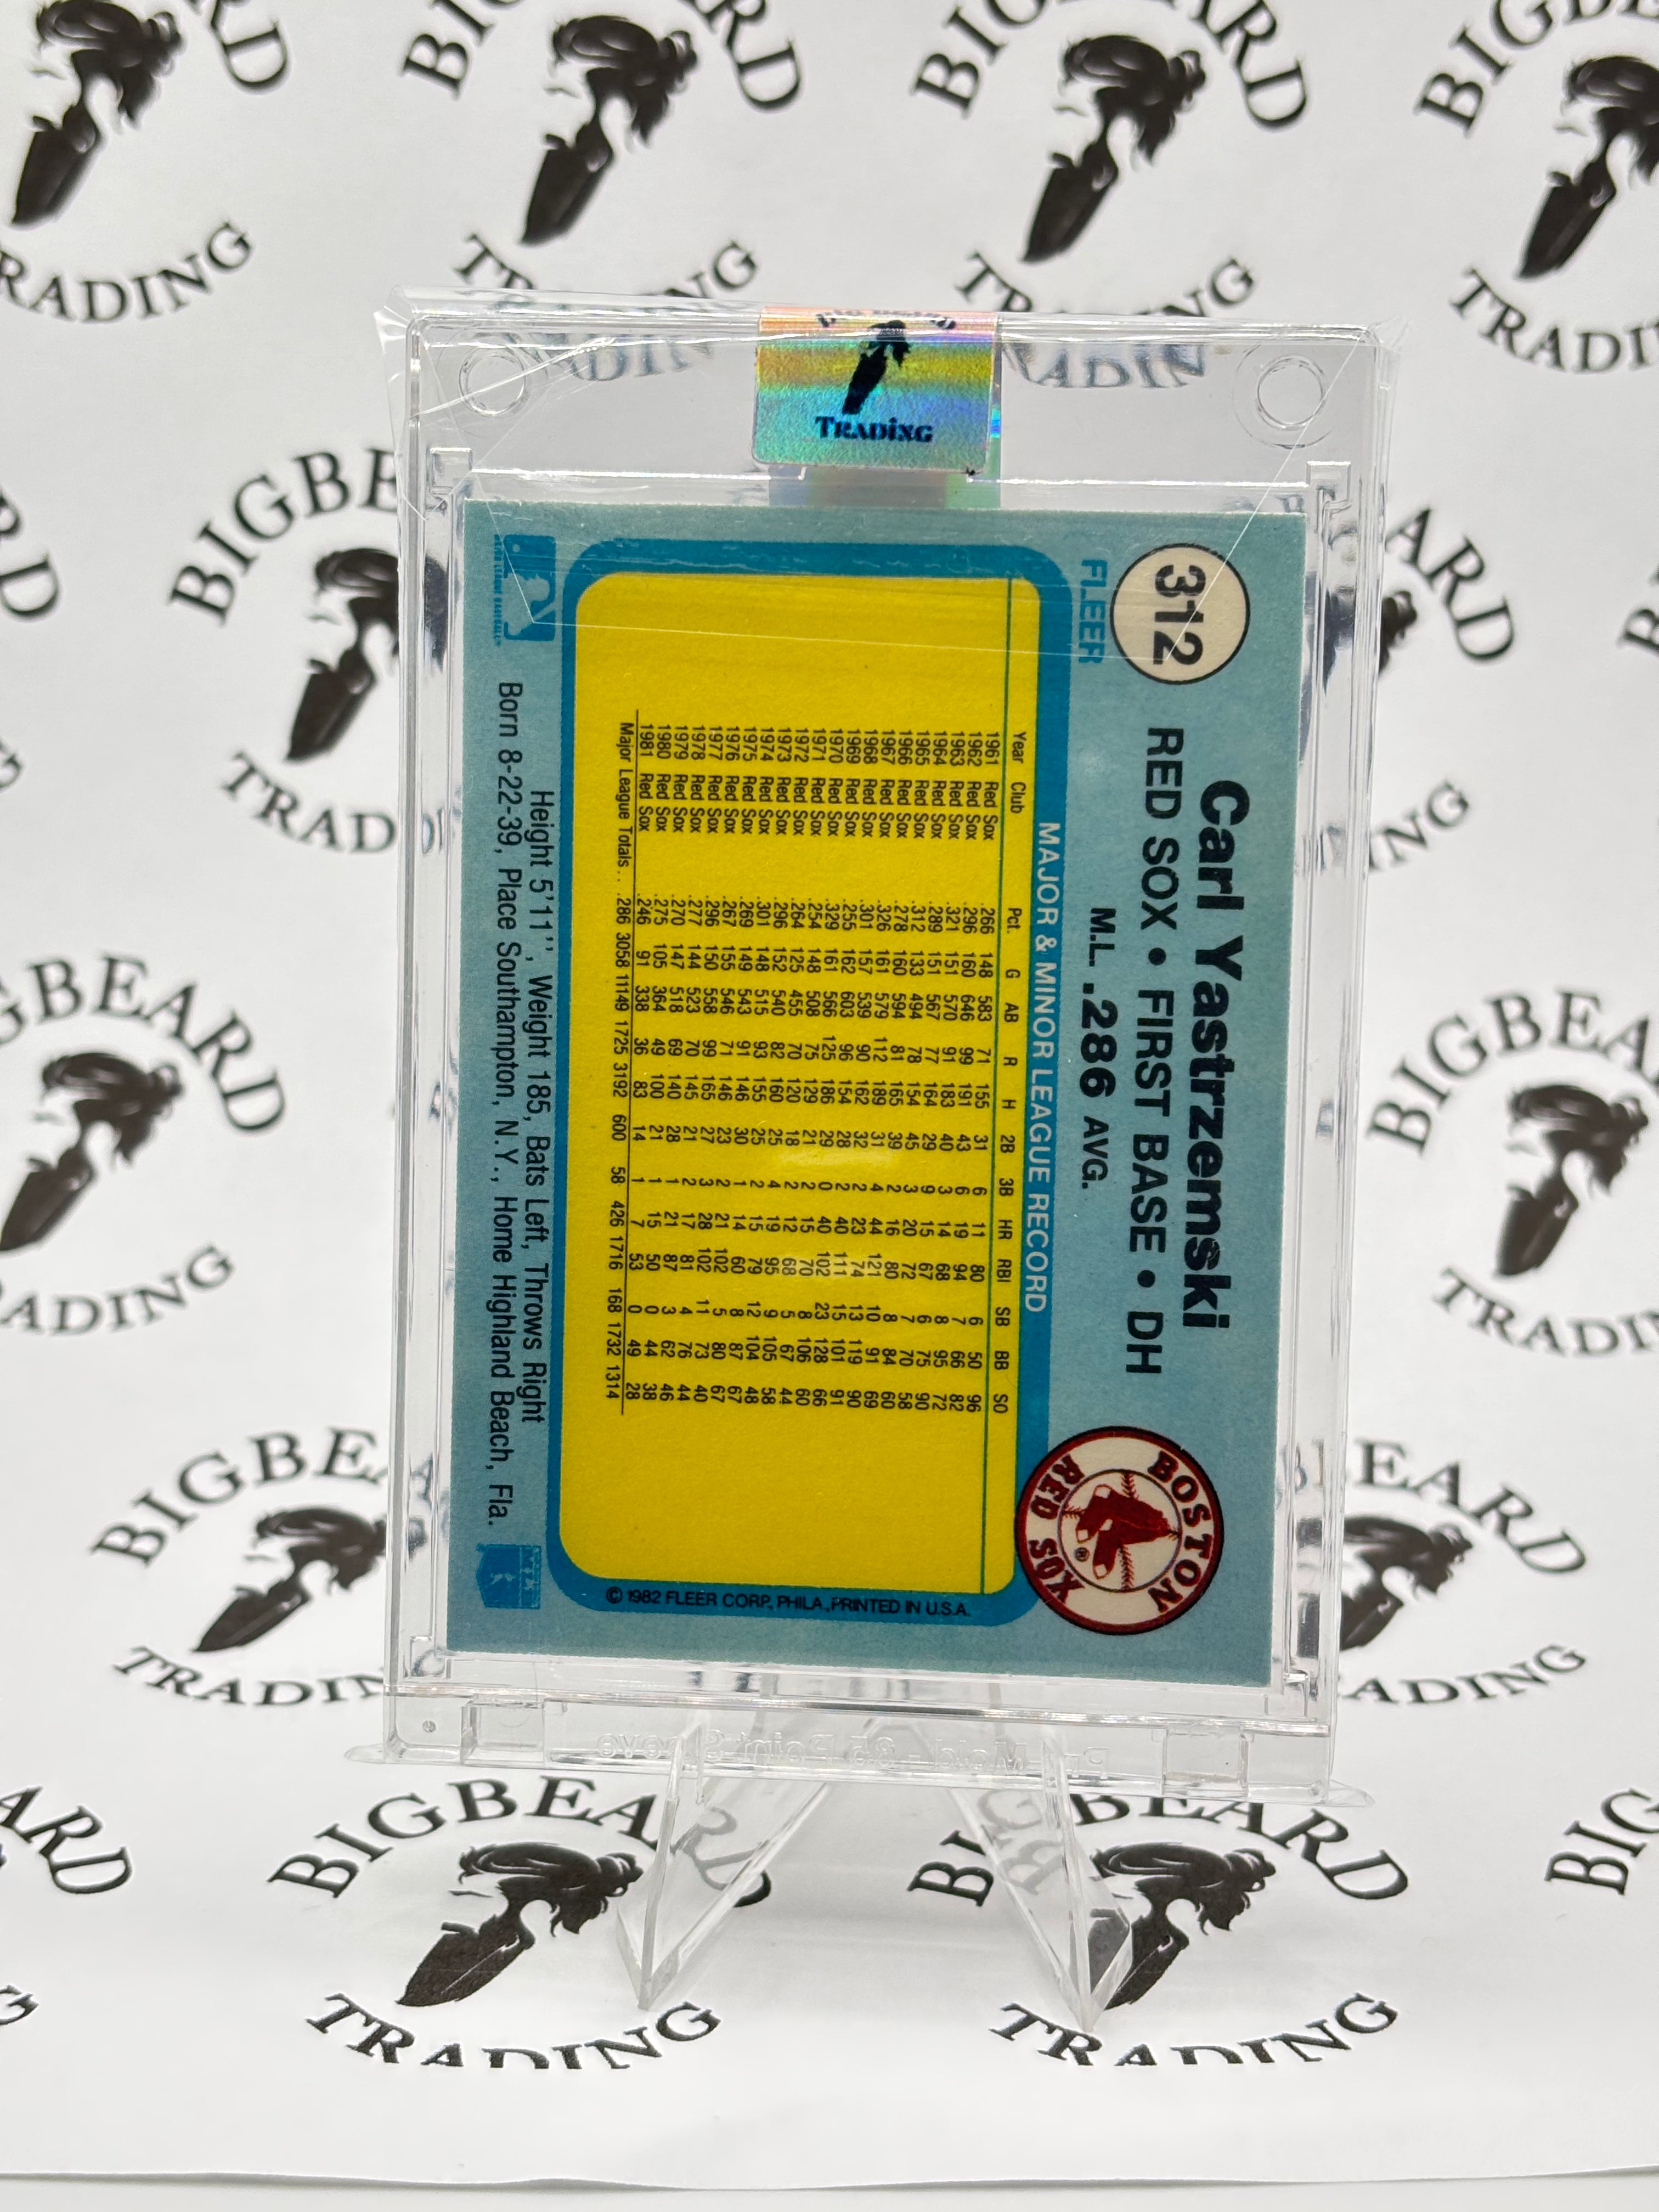 TRADING
312
FLEER
Carl Yastrzemski
RED SOX • FIRST BASE • DH
M.L. .286 AVG.
BOSTON RED SOX ®
MAJOR & MINOR LEAGUE RECORD
Year Club Pct. G AB R H 2B 3B HR RBI SB BB SO
1961 Red Sox .266 148 583 71 155 31 6 11 80 6 50 96
1962 Red Sox .296 160 646 99 191 43 6 19 94 7 66 82
1963 Red Sox .321 151 570 91 183 40 3 14 68 8 95 72
1964 Red Sox .289 151 567 77 164 29 9 15 67 6 75 90
1965 Red Sox .312 133 494 78 154 45 3 20 72 7 70 58
1966 Red Sox .278 160 594 81 165 39 2 16 80 8 84 60
1967 Red Sox .326 161 579 112 189 31 4 44 121 10 91 69
1968 Red Sox .301 157 539 90 162 32 2 23 74 13 119 90
1969 Red Sox .255 162 603 96 154 28 2 40 111 15 101 91
1970 Red Sox .329 161 566 125 186 29 0 40 102 23 128 66
1971 Red Sox .254 148 508 75 129 21 2 15 70 8 106 60
1972 Red Sox .264 125 455 70 120 18 2 12 68 5 67 44
1973 Red Sox .296 152 540 82 160 25 4 19 95 9 105 58
1974 Red Sox .301 148 515 93 155 25 2 15 79 12 104 48
1975 Red Sox .269 149 543 91 146 30 1 14 60 8 87 67
1976 Red Sox .267 155 546 71 146 23 2 21 102 5 80 67
1977 Red Sox .296 150 558 99 165 27 3 28 102 11 73 40
1978 Red Sox .277 144 523 70 145 21 2 17 81 4 76 44
1979 Red Sox .270 147 518 69 140 28 1 21 87 3 62 46
1980 Red Sox .275 105 364 49 100 21 1 15 50 0 44 38
1981 Red Sox .246 91 338 36 83 14 1 7 53 0 49 28
Major League Totals . . .286 3058 11149 1725 3192 600 58 426 1716 168 1732 1314
© 1982 FLEER CORP., PHILA., PRINTED IN U.S.A.
Height 5'11'', Weight 185, Bats Left, Throws Right
Born 8-22-39, Place Southampton, N.Y., Home Highland Beach, Fla.
BIGBEARD TRADING